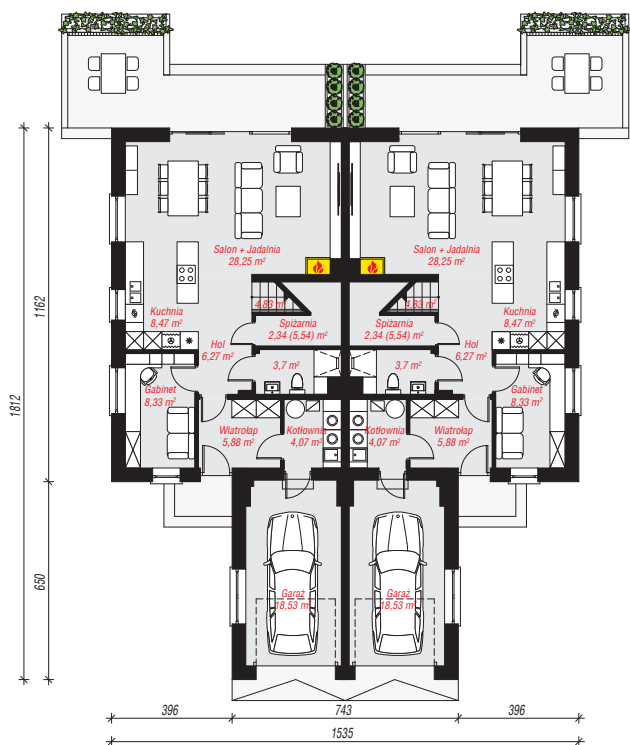 Salon + Jadalnia
28,25 m²
Salon + Jadalnia
28,25 m²
4,83 m²
4,83 m²
Kuchnia
8,47 m²
Spiżarnia
2,34 (5,54) m²
Spiżarnia
2,34 (5,54) m²
Kuchnia
8,47 m²
Hol
6,27 m²
Hol
6,27 m²
3,7 m²
3,7 m²
Gabinet
8,33 m²
Gabinet
8,33 m²
Wiatrołap
5,88 m²
Kotłownia
4,07 m²
Kotłownia
4,07 m²
Wiatrołap
5,88 m²
Garaż
18,53 m²
Garaż
18,53 m²
1162
1812
650
396
743
396
1535